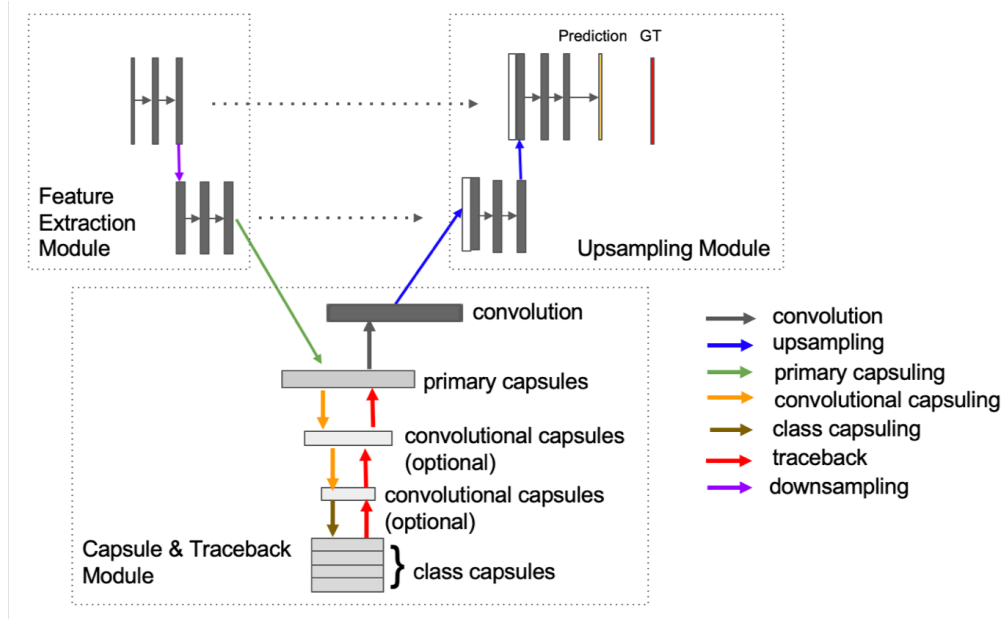 Prediction GT
Feature
Extraction
Module
Upsampling Module
convolution
primary capsules
convolutional capsules
(optional)
convolutional capsules
(optional)
Capsule & Traceback
Module
} class capsules
convolution
upsampling
primary capsuling
convolutional capsuling
class capsuling
traceback
downsampling